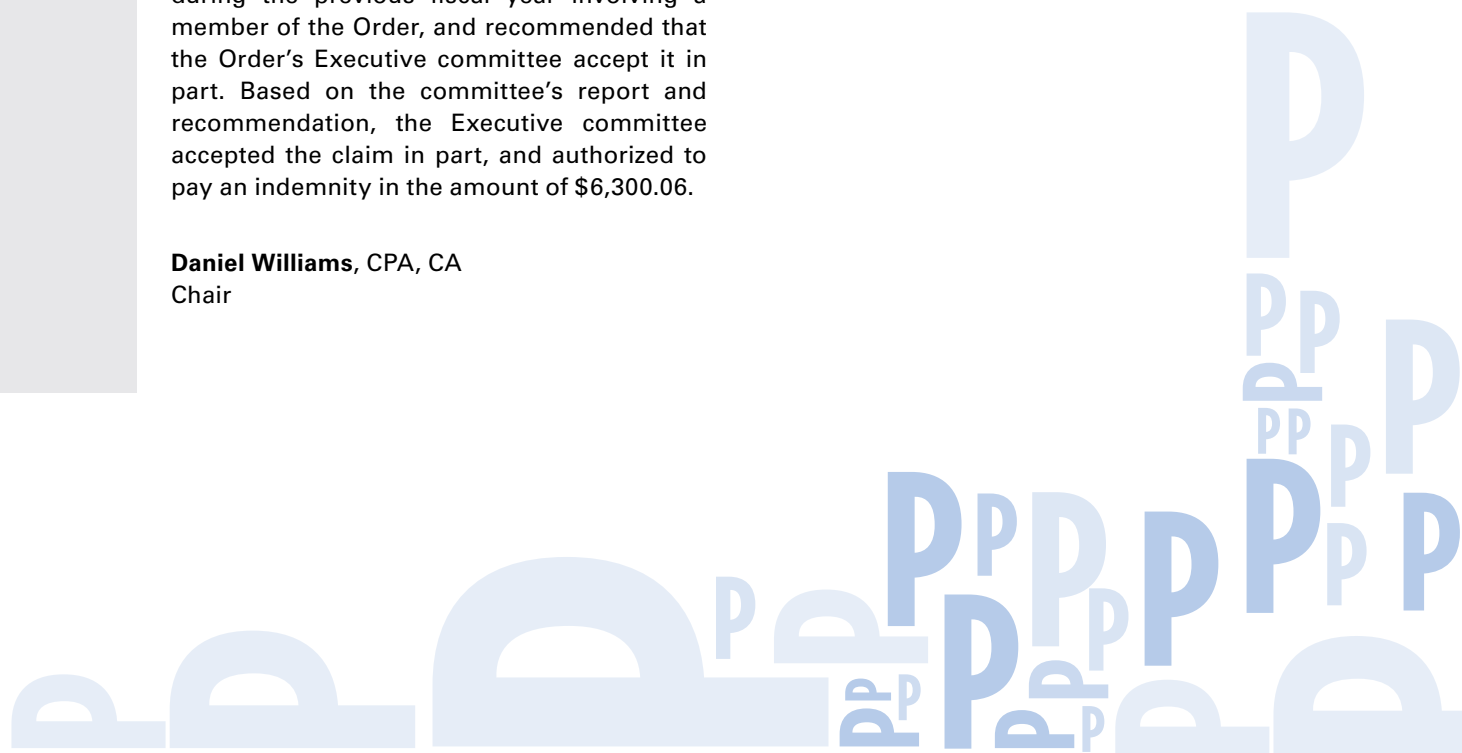 during the previous fiscal year involving a
member of the Order, and recommended that
the Order's Executive committee accept it in
part. Based on the committee's report and
recommendation, the Executive committee
accepted the claim in part, and authorized to
pay an indemnity in the amount of $6,300.06.
Daniel Williams, CPA, CA
Chair
P
P P
P
P
P P
P
P P P P P
P P
P P P
P P P P P P P P P P P P